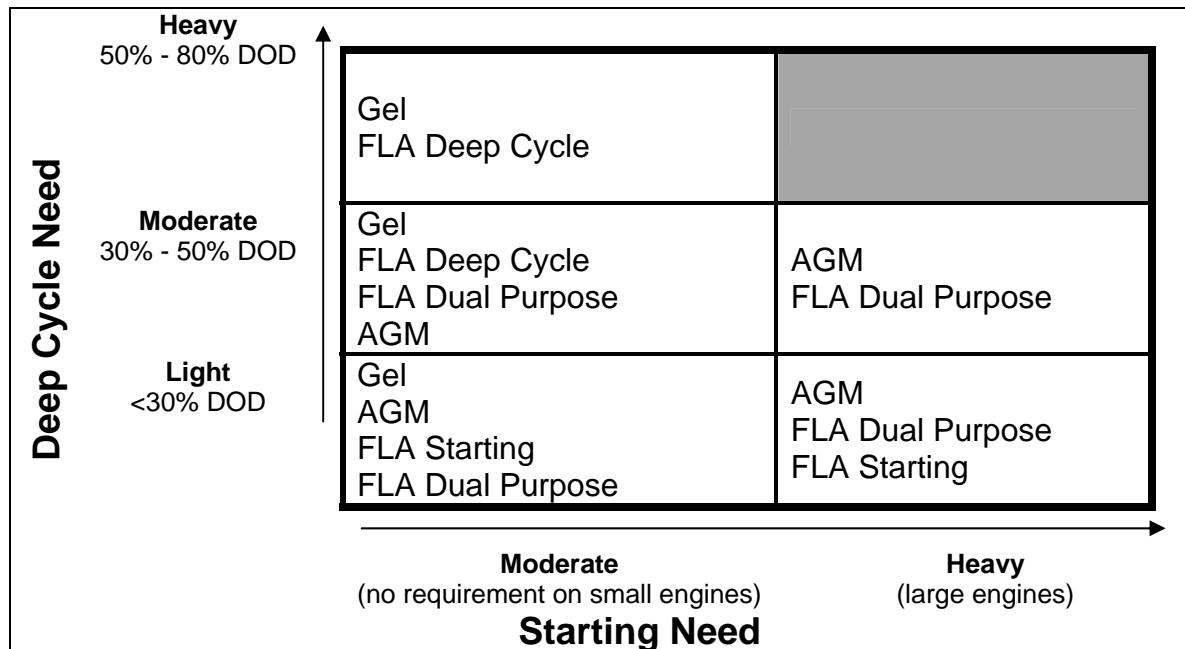 Heavy
50% - 80% DOD
Gel
FLA Deep Cycle
Deep Cycle Need
Moderate
30% - 50% DOD
Gel
FLA Deep Cycle
FLA Dual Purpose
AGM
AGM
FLA Dual Purpose
Light
<30% DOD
Gel
AGM
FLA Starting
FLA Dual Purpose
AGM
FLA Dual Purpose
FLA Starting
Moderate
(no requirement on small engines)
Heavy
(large engines)
Starting Need